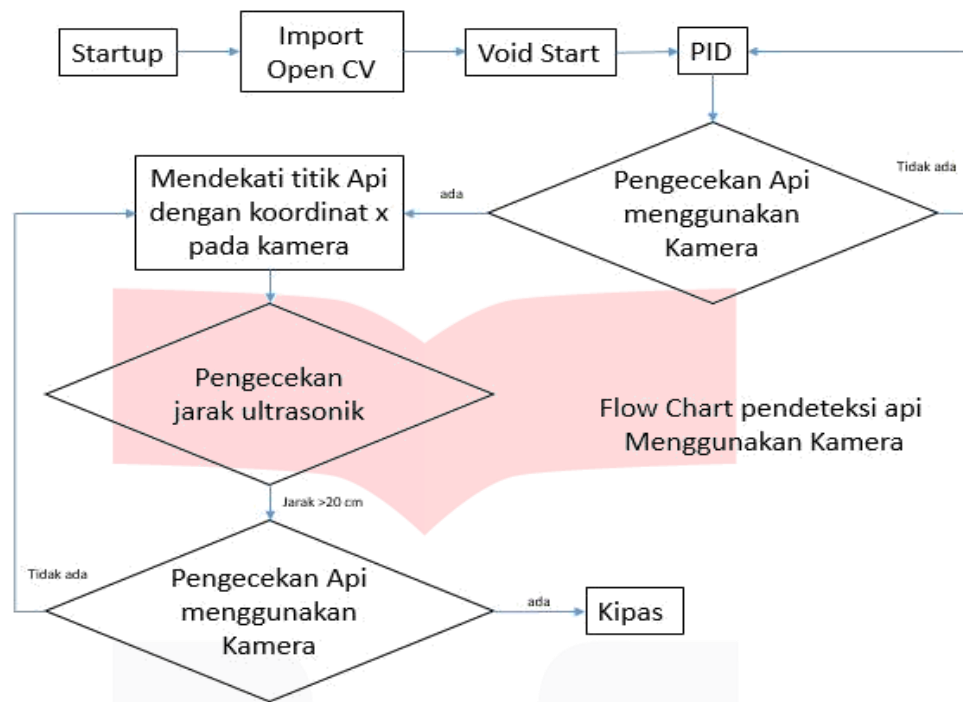 Startup
Import
Open CV
Void Start
PID
Pengecekan Api
menggunakan
Kamera
Tidak ada
ada
Mendekati titik Api
dengan koordinat x
pada kamera
Pengecekan
jarak ultrasonik
Flow Chart pendeteksi api
Menggunakan Kamera
Jarak >20 cm
Pengecekan Api
menggunakan
Kamera
Tidak ada
ada
Kipas